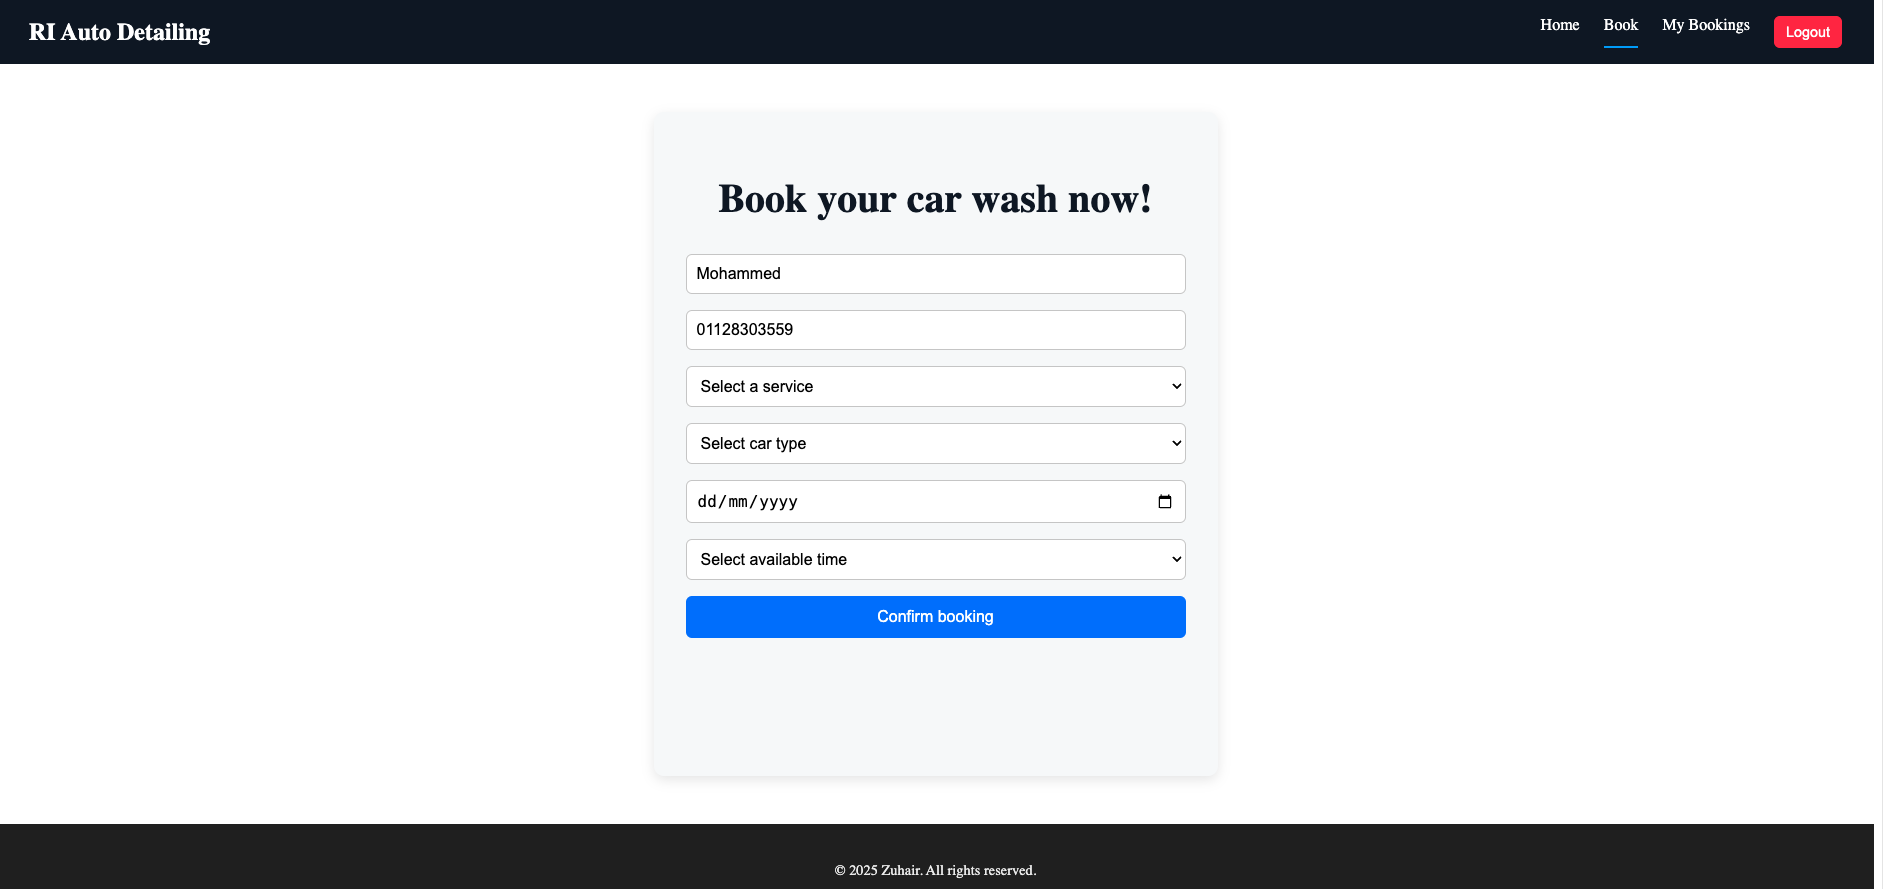 RI Auto Detailing
Home
Book
My Bookings
Logout
Book your car wash now!
Mohammed
01128303559
Select a service
Select car type
dd/mm/yyyy
Select available time
Confirm booking
© 2025 Zuhair. All rights reserved.